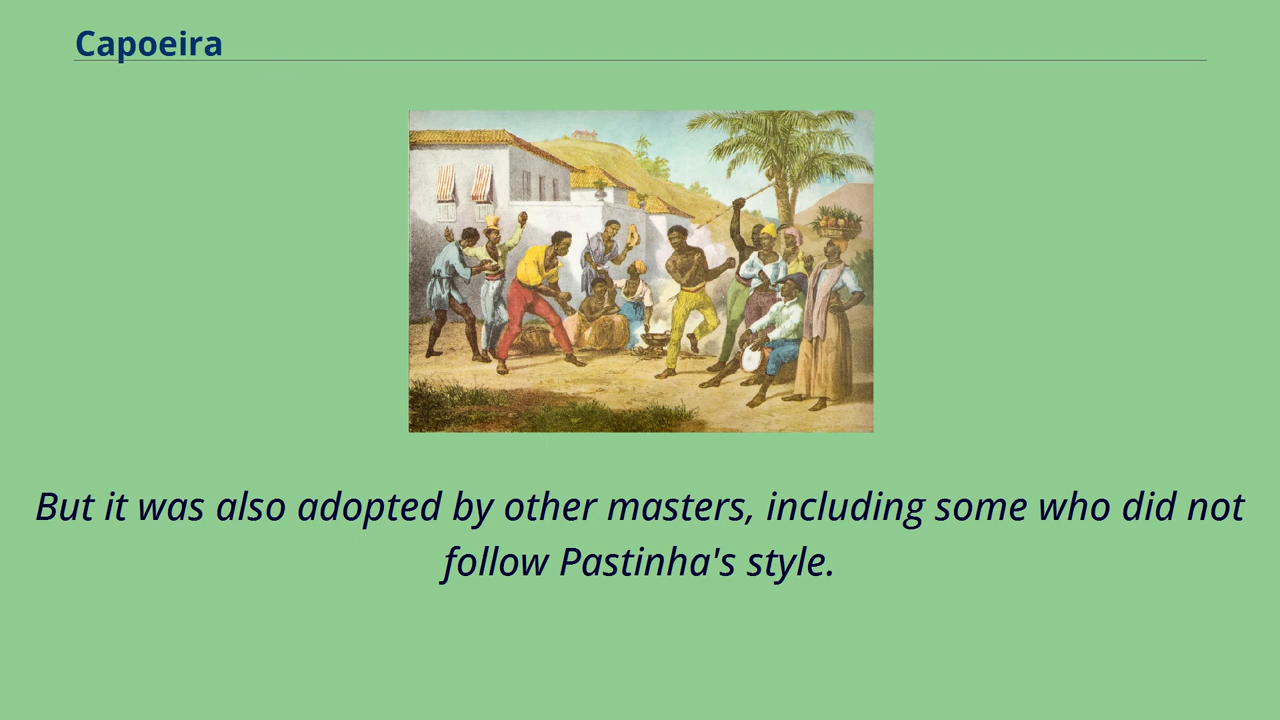 Capoeira
But it was also adopted by other masters, including some who did not
follow Pastinha's style.